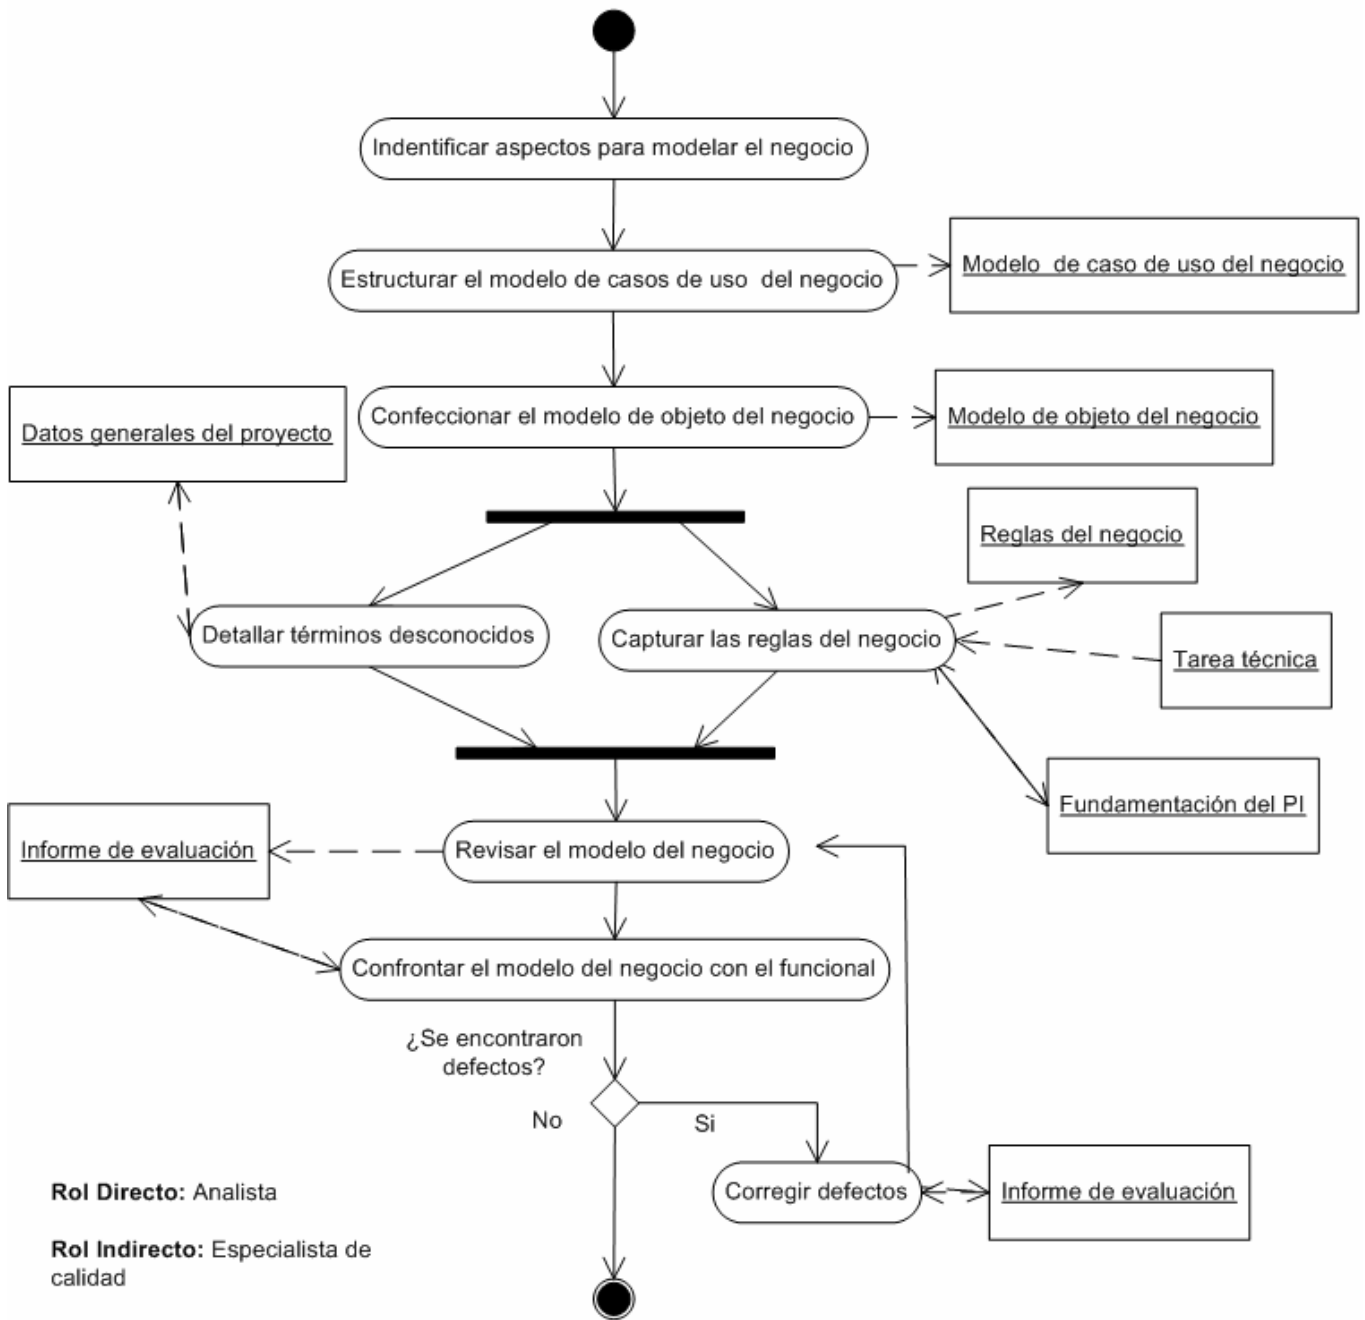 Indentificar aspectos para modelar el negocio
Estructurar el modelo de casos de uso  del negocio
Modelo  de caso de uso del negocio
Confeccionar el modelo de objeto del negocio
Modelo de objeto del negocio
Datos generales del proyecto
Reglas del negocio
Detallar términos desconocidos
Capturar las reglas del negocio
Tarea técnica
Fundamentación del PI
Informe de evaluación
Revisar el modelo del negocio
Confrontar el modelo del negocio con el funcional
¿Se encontraron
defectos?
No
Si
Corregir defectos
Informe de evaluación
Rol Directo: Analista
Rol Indirecto: Especialista de
calidad